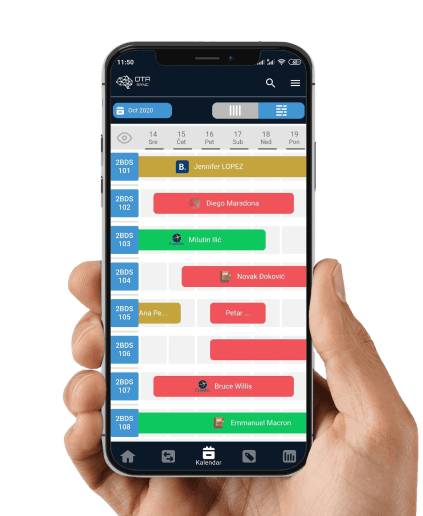 11:50
OTA
SYNC
Oct 2020
14 15 16 17 18 19
Sre Čet Pet Sub Ned Pon
2BDS
101
B. Jennifer LOPEZ
2BDS
102
Diego Maradona
2BDS
103
Milutin Ilić
2BDS
104
Novak Đoković
2BDS
105
Ana Pe...
Petar ...
2BDS
106
2BDS
107
Bruce Willis
2BDS
108
Emmanuel Macron
Kalendar